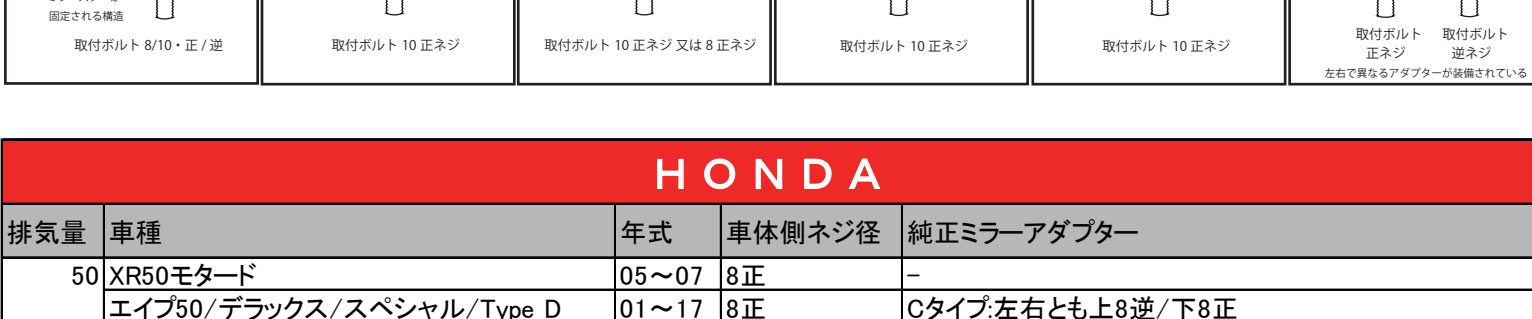 固定される構造
取付ボルト 8/10・正 / 逆
取付ボルト 10 正ネジ
取付ボルト 10 正ネジ 又は 8 正ネジ
取付ボルト 10 正ネジ
取付ボルト 10 正ネジ
取付ボルト 取付ボルト
正ネジ 逆ネジ
左右で異なるアダプターが装備されている
HONDA
排気量 車種 年式 車体側ネジ径 純正ミラーアダプター
50 XR50モタード 05～07 8正 -
エイプ50/デラックス/スペシャル/Type D 01～17 8正 Cタイプ:左右とも上8逆/下8正